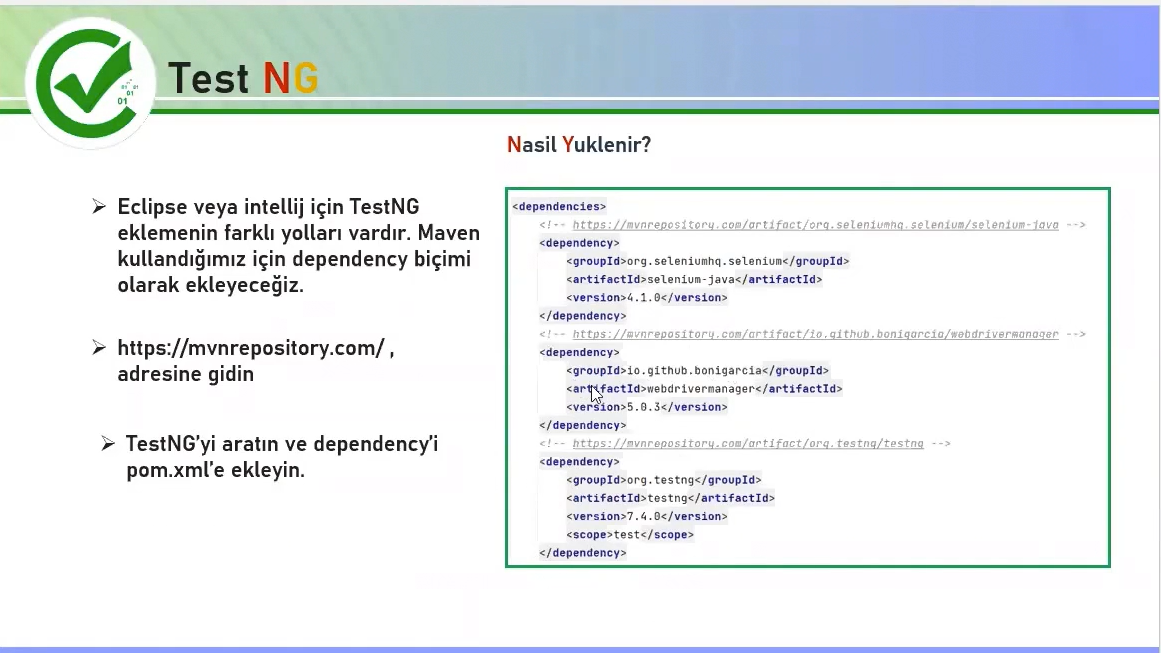 Test NG
Nasil Yuklenir?
➢ Eclipse veya intellij için TestNG
eklemenin farklı yolları vardır. Maven
kullandığımız için dependency biçimi
olarak ekleyeceğiz.
➢ https://mvnrepository.com/ ,
adresine gidin
➢ TestNG’yi aratın ve dependency’i
pom.xml’e ekleyin.
<dependencies>
<!-- https://mvnrepository.com/artifact/org.seleniumhq.selenium/selenium-java -->
<dependency>
<groupId>org.seleniumhq.selenium</groupId>
<artifactId>selenium-java</artifactId>
<version>4.1.0</version>
</dependency>
<!-- https://mvnrepository.com/artifact/io.github.bonigarcia/webdrivermanager -->
<dependency>
<groupId>io.github.bonigarcia</groupId>
<artifactId>webdrivermanager</artifactId>
<version>5.0.3</version>
</dependency>
<!-- https://mvnrepository.com/artifact/org.testng/testng -->
<dependency>
<groupId>org.testng</groupId>
<artifactId>testng</artifactId>
<version>7.4.0</version>
<scope>test</scope>
</dependency>